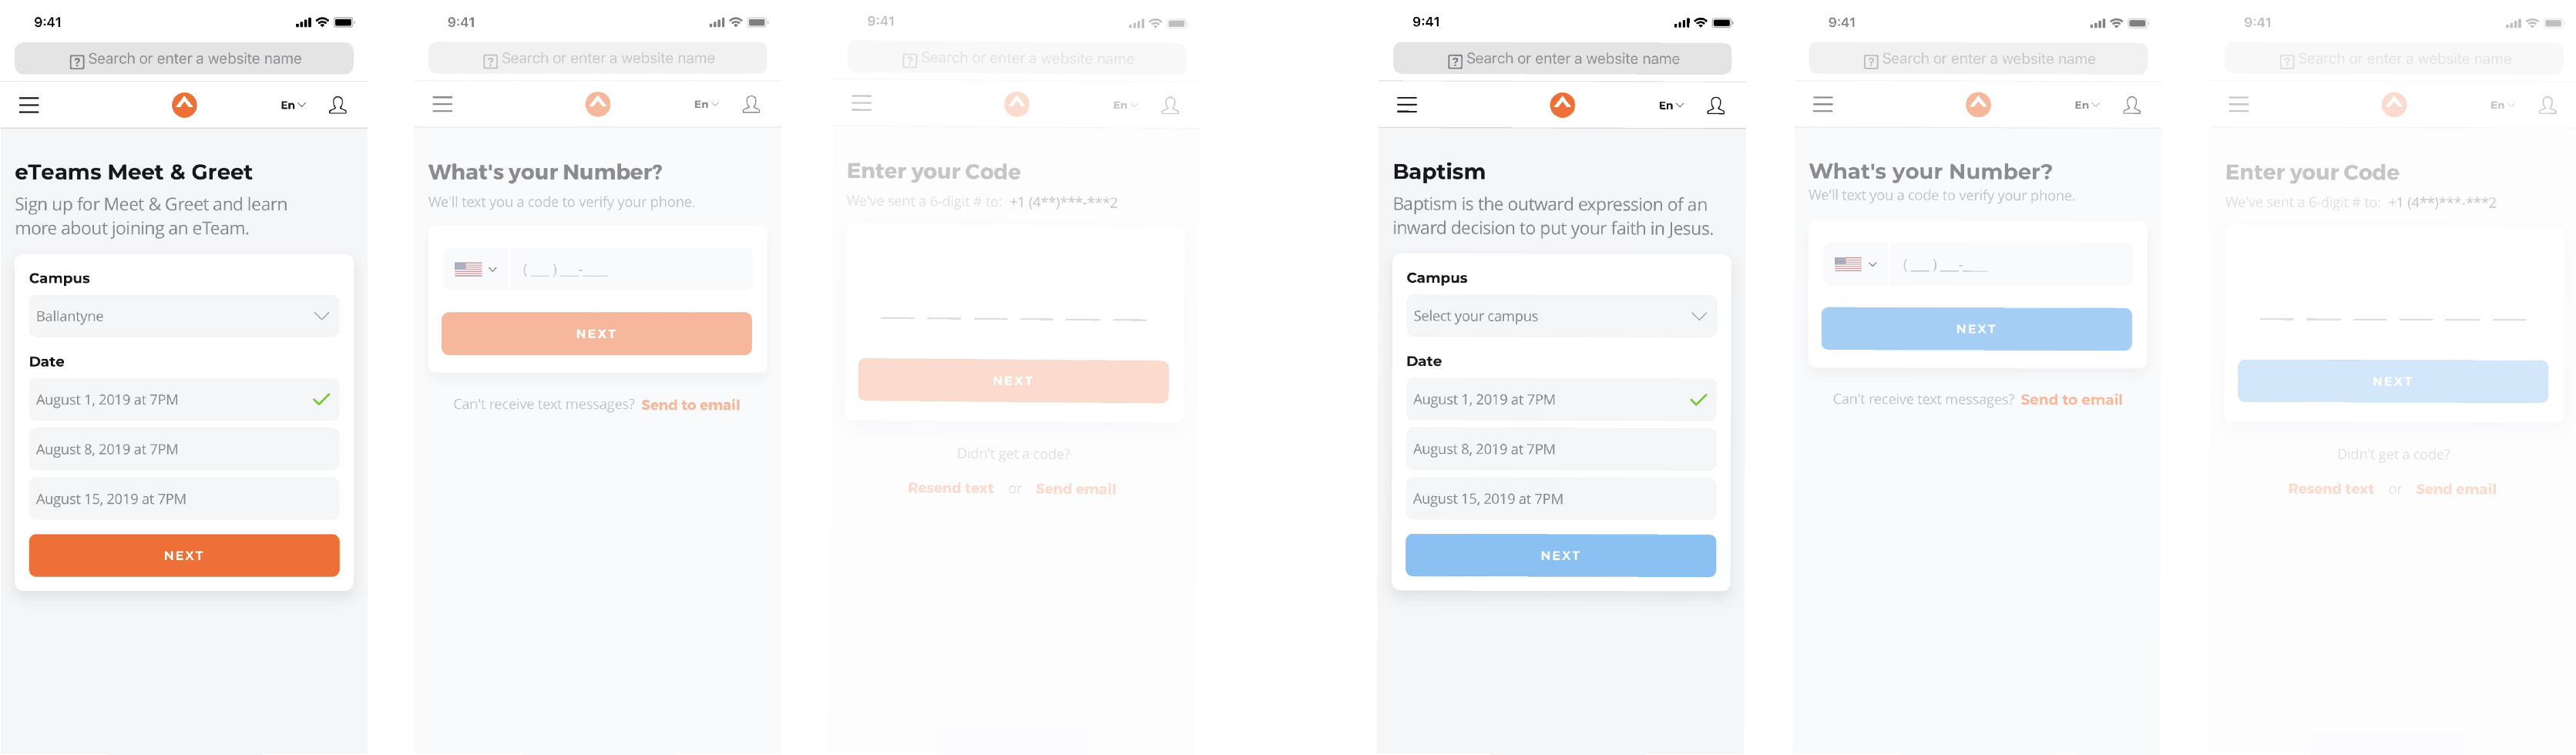 9:41
Search or enter a website name
En
eTeams Meet & Greet
Sign up for Meet & Greet and learn
more about joining an eTeam.
Campus
Ballantyne
Date
August 1, 2019 at 7PM
August 8, 2019 at 7PM
August 15, 2019 at 7PM
NEXT
9:41
Search or enter a website name
En
What's your Number?
We'll text you a code to verify your phone.
( __ ) __-___
NEXT
Can't receive text messages? Send to email
9:41
Search or enter a website name
En
Enter your Code
We've sent a 6-digit # to: +1 (4**)***-***2
NEXT
Didn't get a code?
Resend text or Send email
9:41
Search or enter a website name
En
Baptism
Baptism is the outward expression of an
inward decision to put your faith in Jesus.
Campus
Select your campus
Date
August 1, 2019 at 7PM
August 8, 2019 at 7PM
August 15, 2019 at 7PM
NEXT
9:41
Search or enter a website name
En
What's your Number?
We'll text you a code to verify your phone.
( __ ) __-___
NEXT
Can't receive text messages? Send to email
9:41
Search or enter a website name
En
Enter your Code
We've sent a 6-digit # to: +1 (4**)***-***2
NEXT
Didn't get a code?
Resend text or Send email